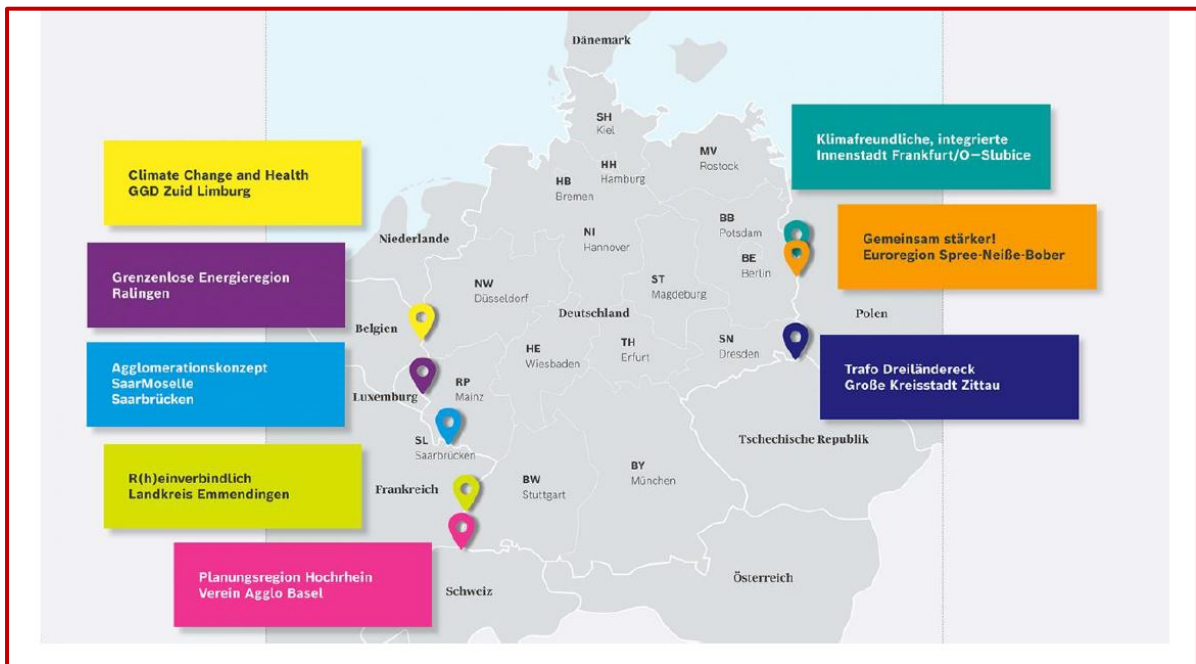 Dänemark
SH
Kiel
MV
Rostock
HH
Hamburg
HB
Bremen
Klimafreundliche, integrierte
Innenstadt Frankfurt/O—Slubice
Climate Change and Health
GGD Zuid Limburg
Niederlande
NI
Hannover
BB
Potsdam
BE
Berlin
Gemeinsam stärker!
Euroregion Spree-Neiße-Bober
Grenzenlose Energieregion
Ralingen
NW
Düsseldorf
ST
Magdeburg
Deutschland
Polen
Belgien
HE
Wiesbaden
TH
Erfurt
SN
Dresden
Trafo Dreiländereck
Große Kreisstadt Zittau
Agglomerationskonzept
SaarMoselle
Saarbrücken
Luxemburg
RP
Mainz
SL
Saarbrücken
Tschechische Republik
R(h)einverbindlich
Landkreis Emmendingen
Frankreich
BW
Stuttgart
BY
München
Planungsregion Hochrhein
Verein Agglo Basel
Schweiz
Österreich